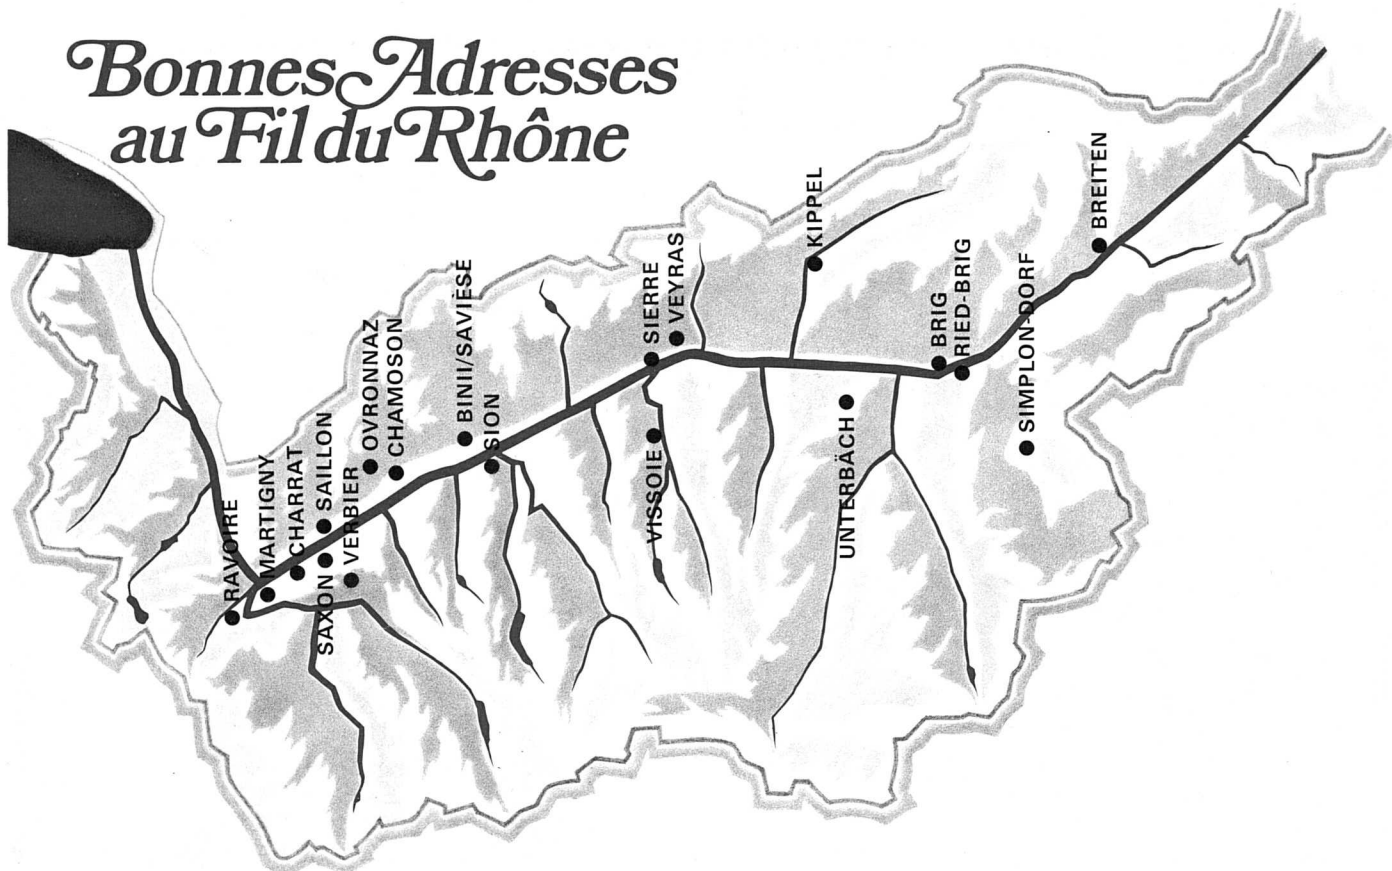 Bonnes Adresses
au Fil du Rhône
RAVOIRE
MARTIGNY
CHARRAT
SAXON
SAILLON
VERBIER
OVRONNAZ
CHAMOSON
BINII/SAVIÈSE
SION
SIERRE
VEYRAS
VISSOIE
KIPPEL
UNTERBÄCH
BRIG
RIED-BRIG
SIMPLON-DORF
BREITEN